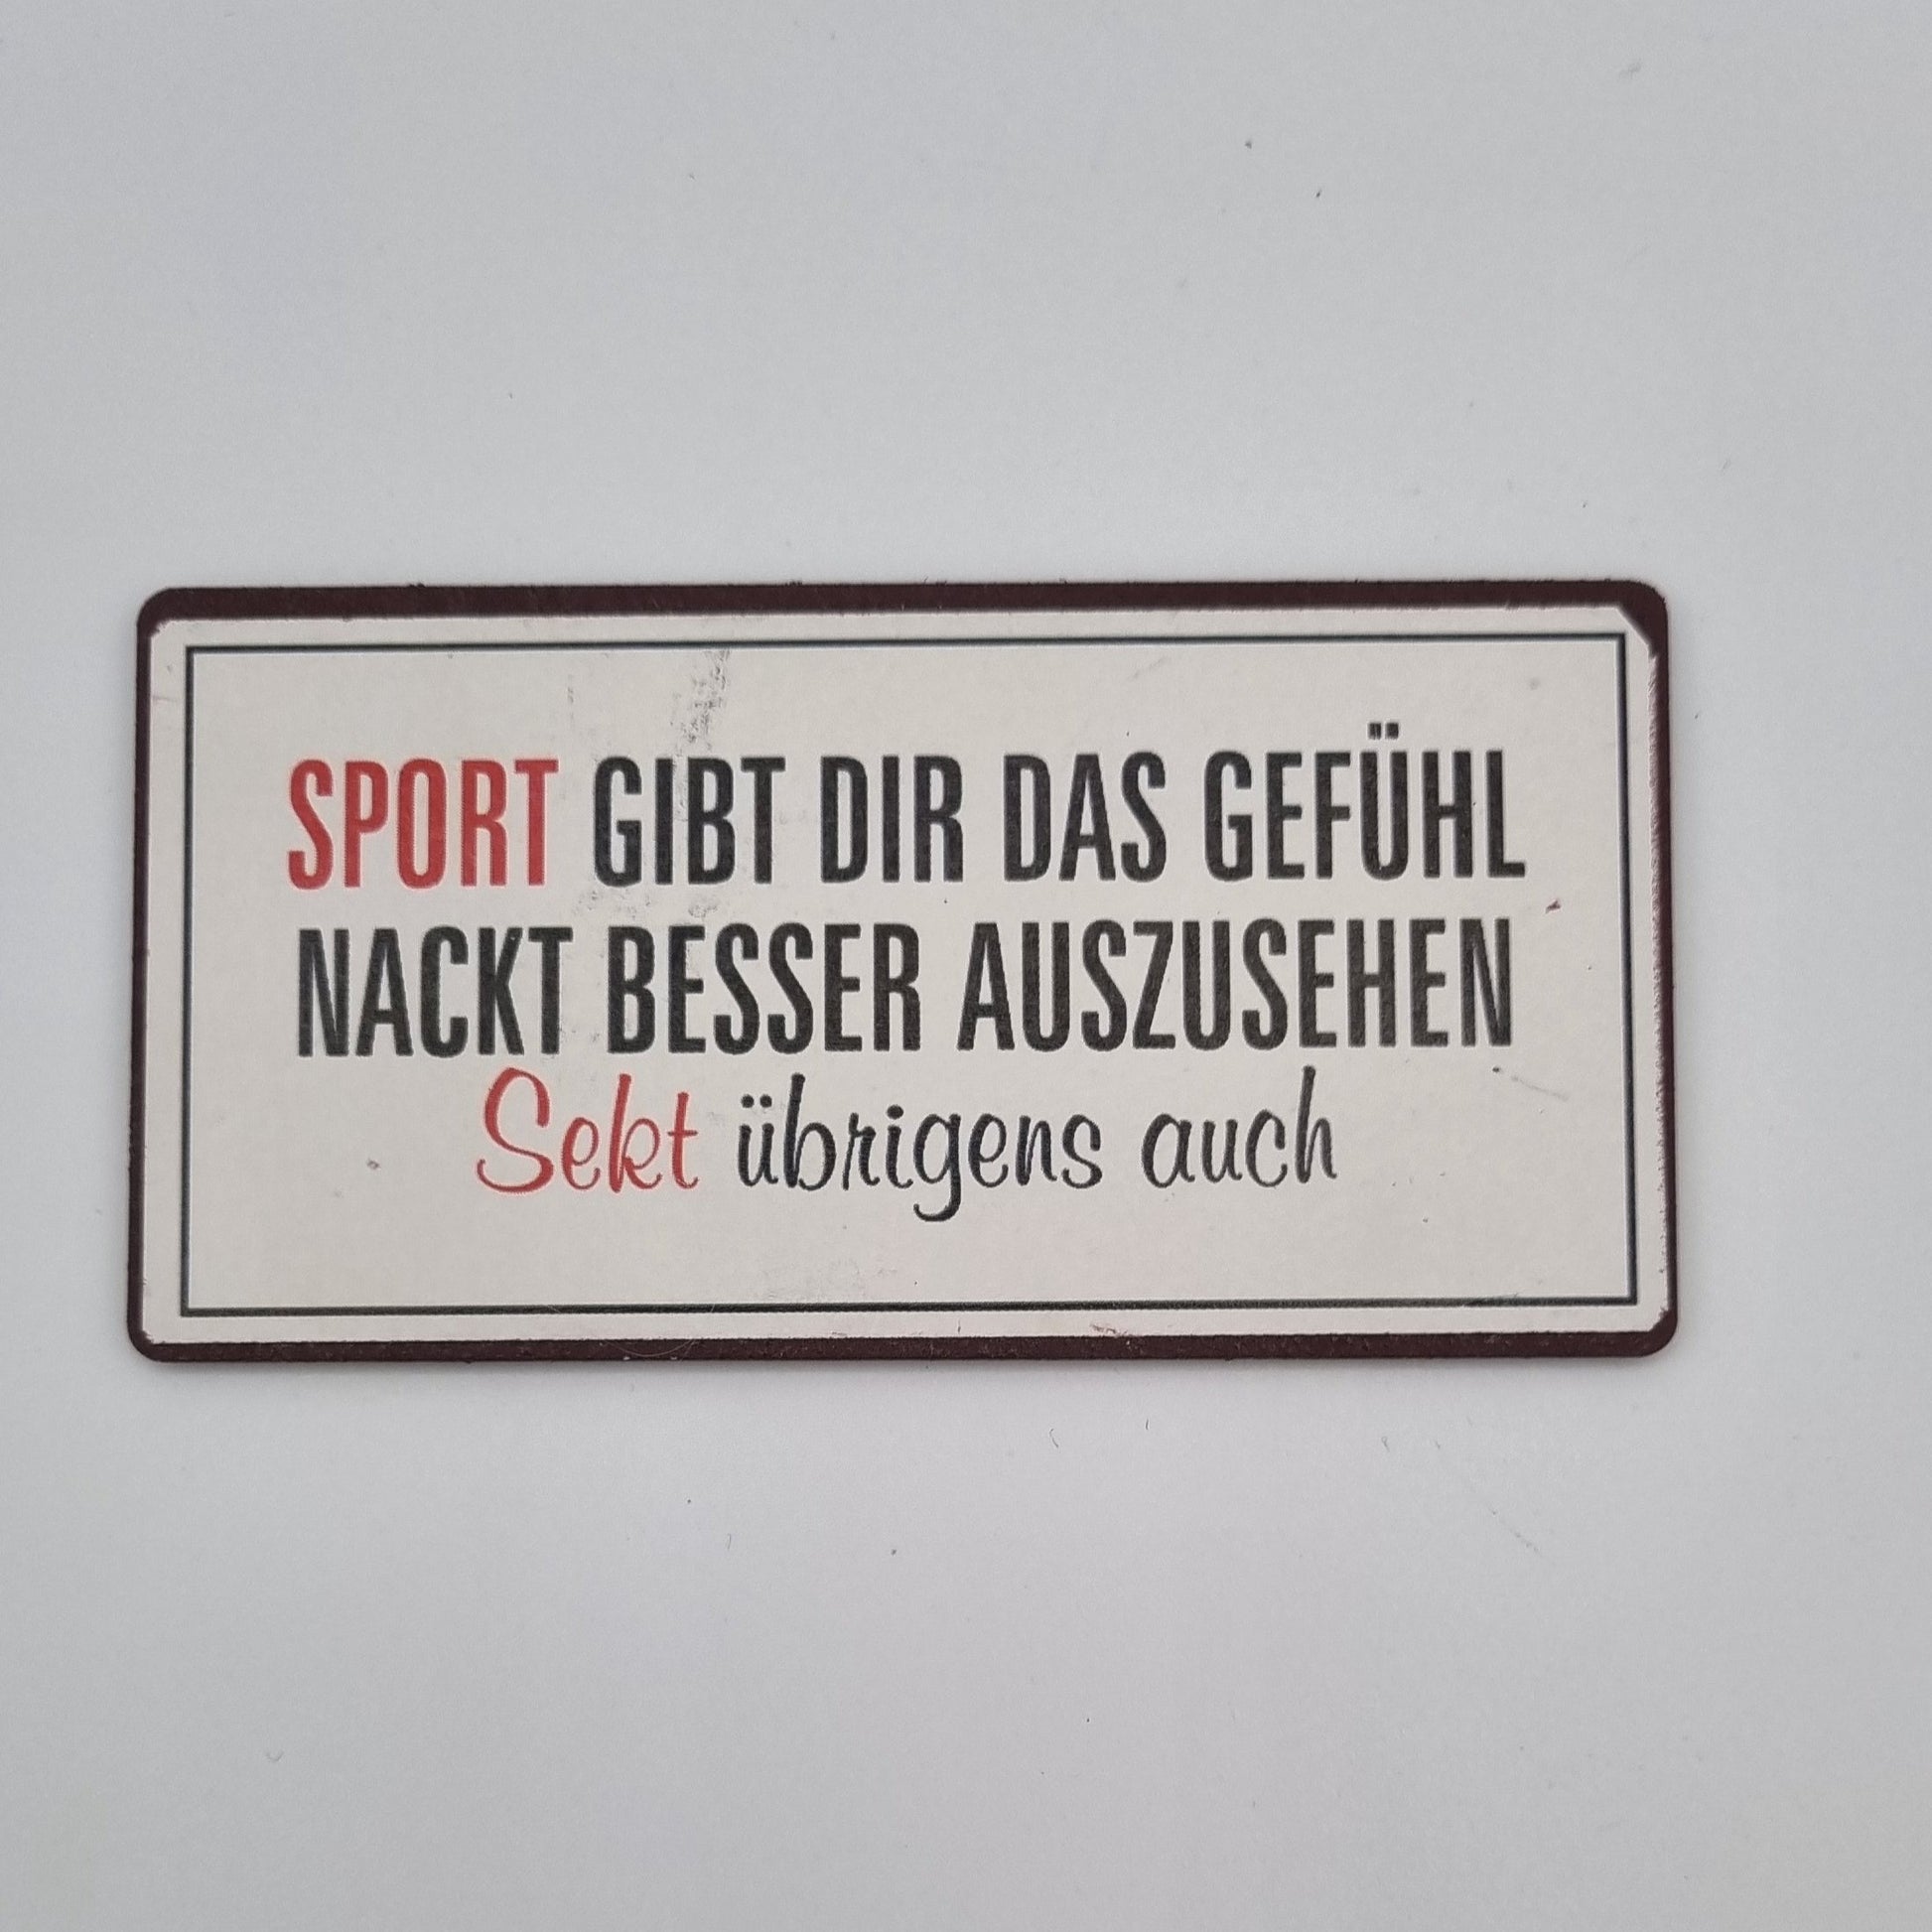 SPORT GIBT DIR DAS GEFÜHL
NACKT BESSER AUSZUSEHEN
Sekt übrigens auch